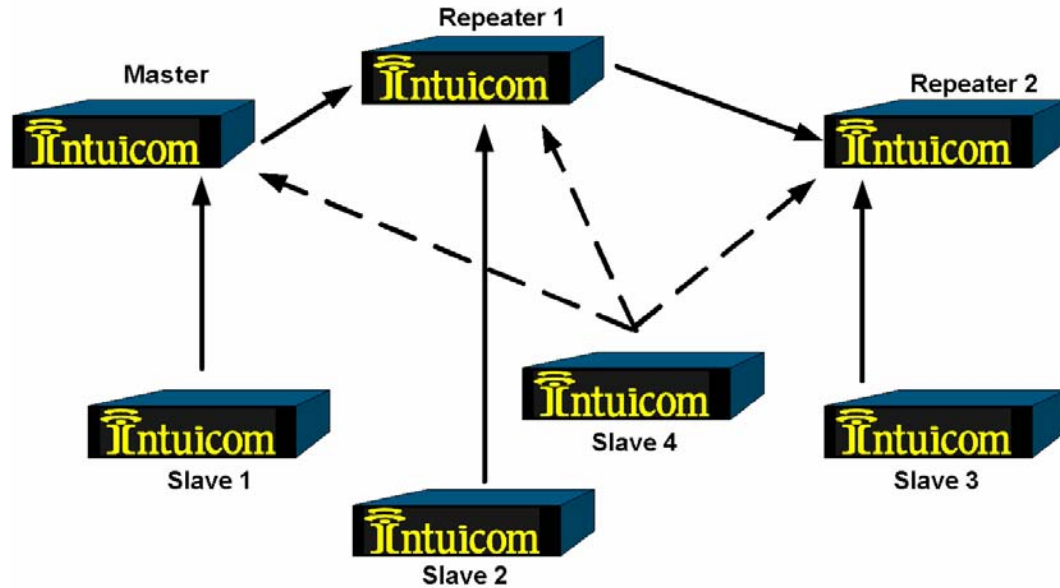 Repeater 1
Intuicom
Master
Intuicom
Repeater 2
Intuicom
Intuicom
Slave 4
Intuicom
Slave 1
Intuicom
Slave 3
Intuicom
Slave 2